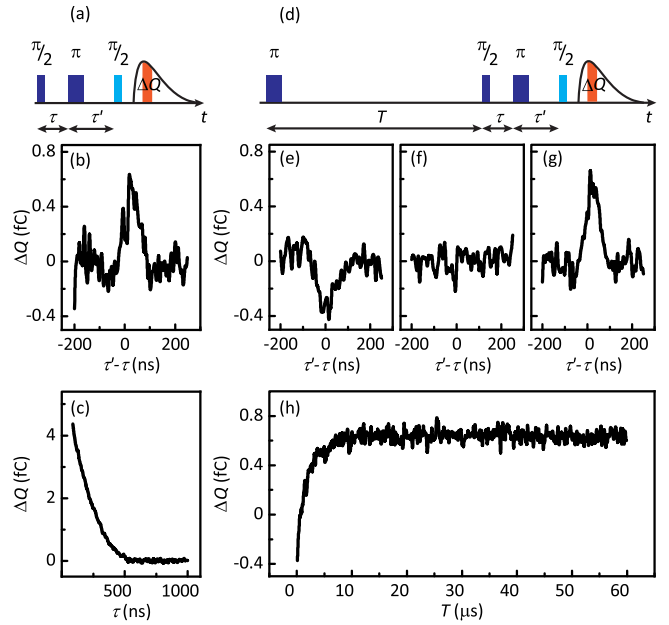 (a)
(d)
π/2 π π/2
π π/2 π π/2
ΔQ
ΔQ
t
t
τ τ'
T τ τ'
(b)
(e)
(f)
(g)
0.8
0.4
0
-0.4
ΔQ (fC)
0.8
0.4
0
-0.4
ΔQ (fC)
-200 0 200
-200 0 200
-200 0 200
-200 0 200
τ'-τ (ns)
τ'-τ (ns)
τ'-τ (ns)
τ'-τ (ns)
(c)
(h)
4
2
0
ΔQ (fC)
0.8
0.4
0
-0.4
ΔQ (fC)
500 1000
0 10 20 30 40 50 60
τ (ns)
T (μs)